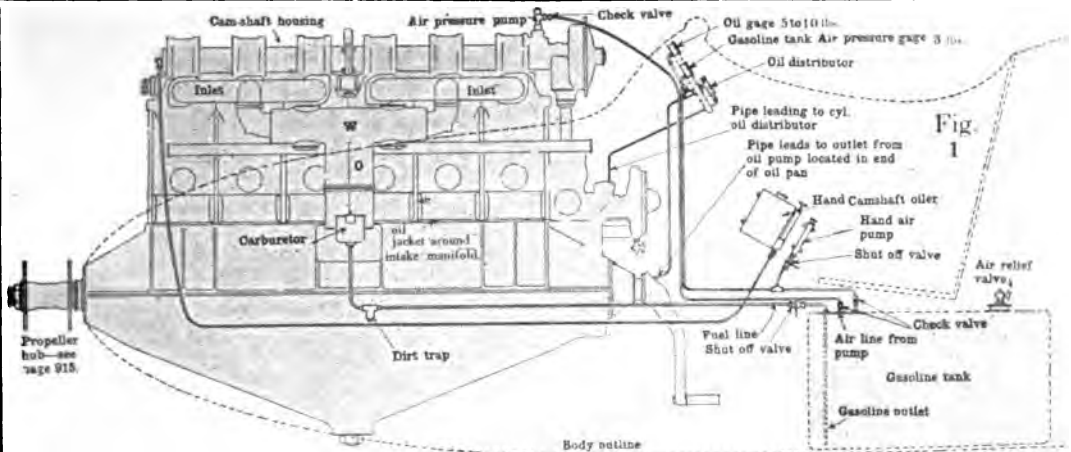 Cam-shaft housing
Air pressure pump
Check valve
Oil gage 5 to 10 lbs.
Gasoline tank Air pressure gage 3 lbs.
Oil distributor
Inlet
Inlet
W
O
Pipe leading to cyl.
oil distributor
Fig.
1
Pipe leads to outlet from
oil pump located in end
of oil pan
Hand Camshaft oiler
Hand air
pump
Shut off valve
Carburetor
air
oil
jacket around
intake manifold.
Air relief
valve
Propeller
hub—see
page 915.
Dirt trap
Fuel line
Shut off valve
Check valve
Air line from
pump
Gasoline tank
Gasoline outlet
Body outline